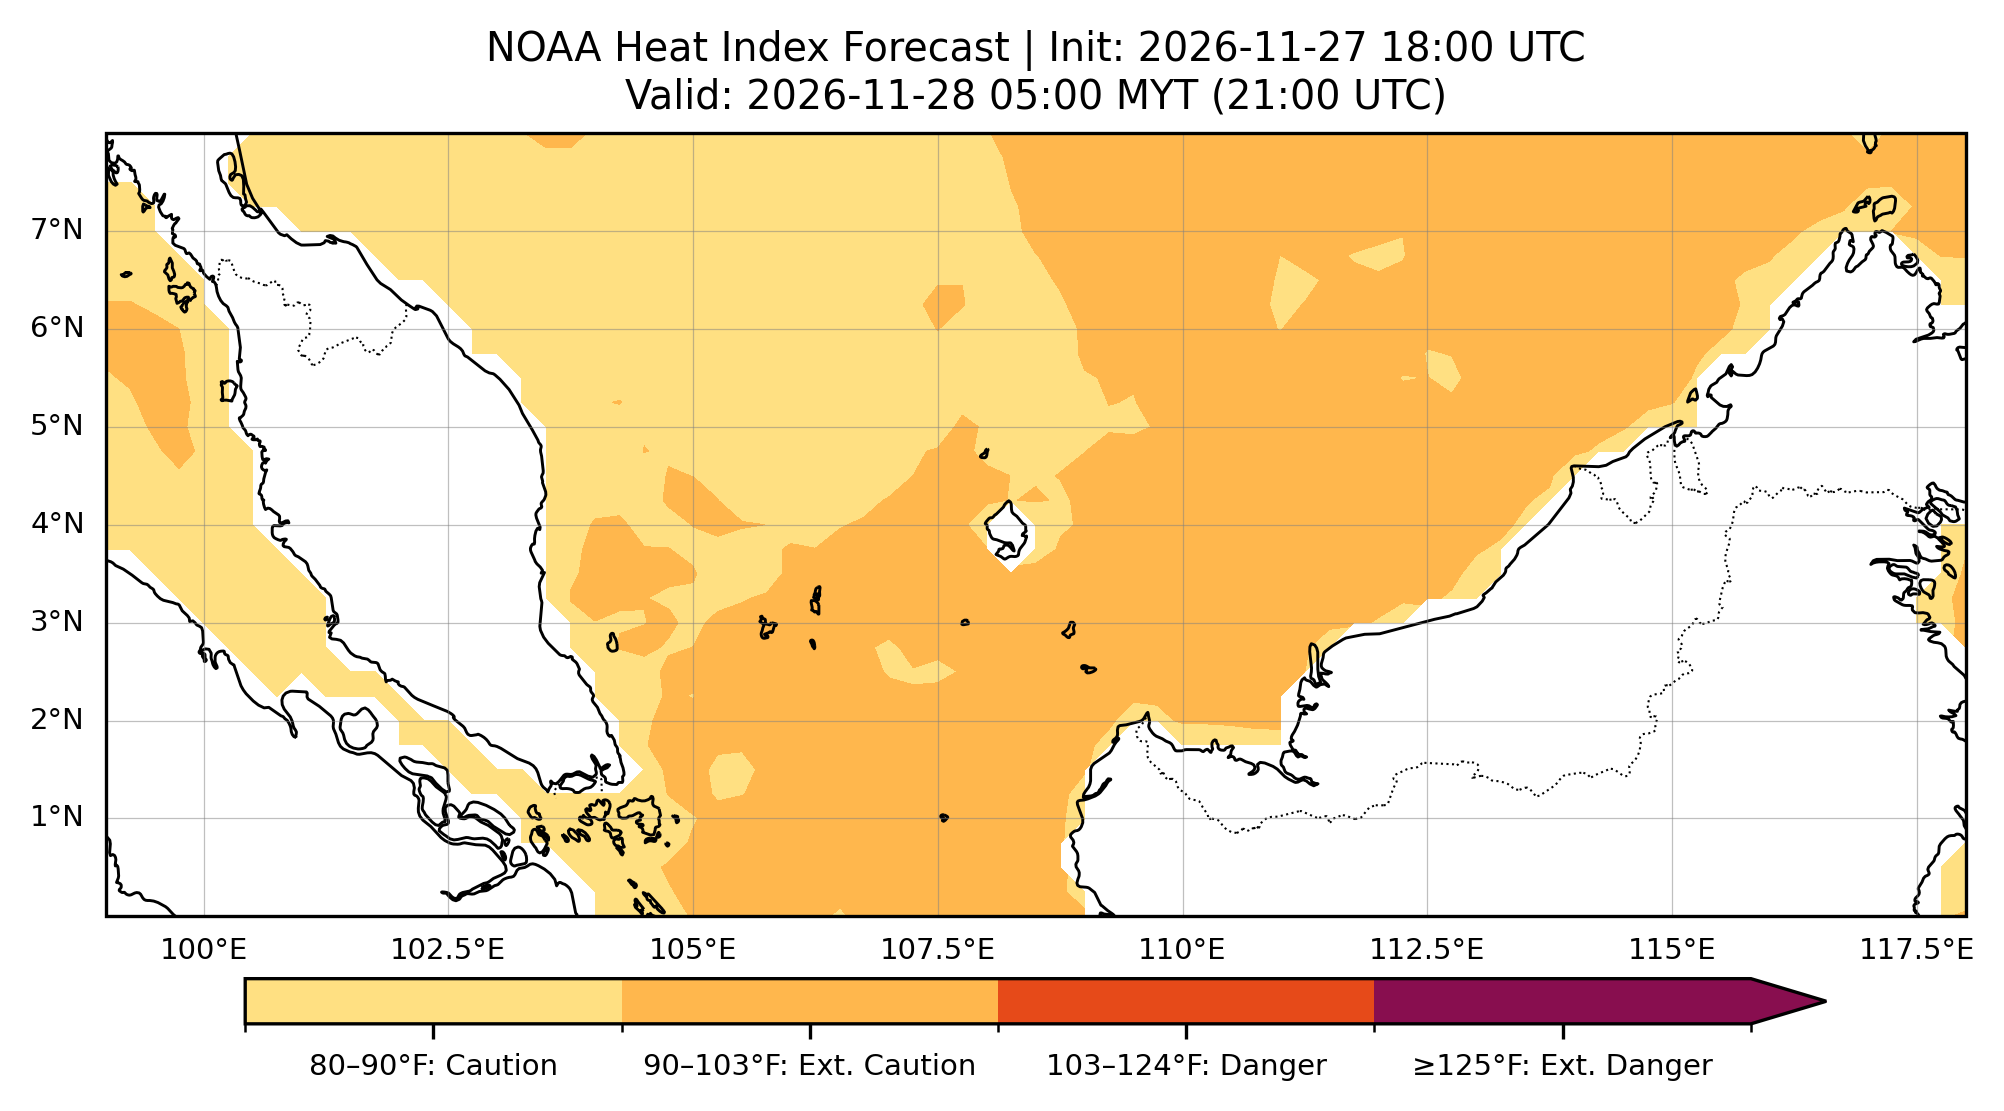 NOAA Heat Index Forecast | Init: 2026-11-27 18:00 UTC
Valid: 2026-11-28 05:00 MYT (21:00 UTC)
7°N
6°N
5°N
4°N
3°N
2°N
1°N
100°E 102.5°E 105°E 107.5°E 110°E 112.5°E 115°E 117.5°E
80–90°F: Caution 90–103°F: Ext. Caution 103–124°F: Danger ≥125°F: Ext. Danger